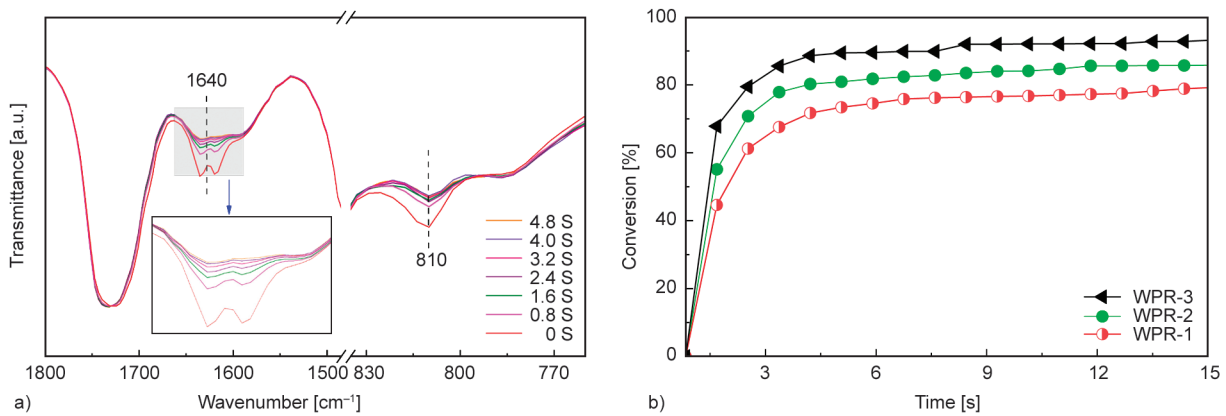 Transmittance [a.u.]
1640
810
4.8 S
4.0 S
3.2 S
2.4 S
1.6 S
0.8 S
0 S
1800 1700 1600 1500 830 800 770
Wavenumber [cm⁻¹]
a)
Conversion [%]
100
80
60
40
20
0
WPR-3
WPR-2
WPR-1
3 6 9 12 15
Time [s]
b)